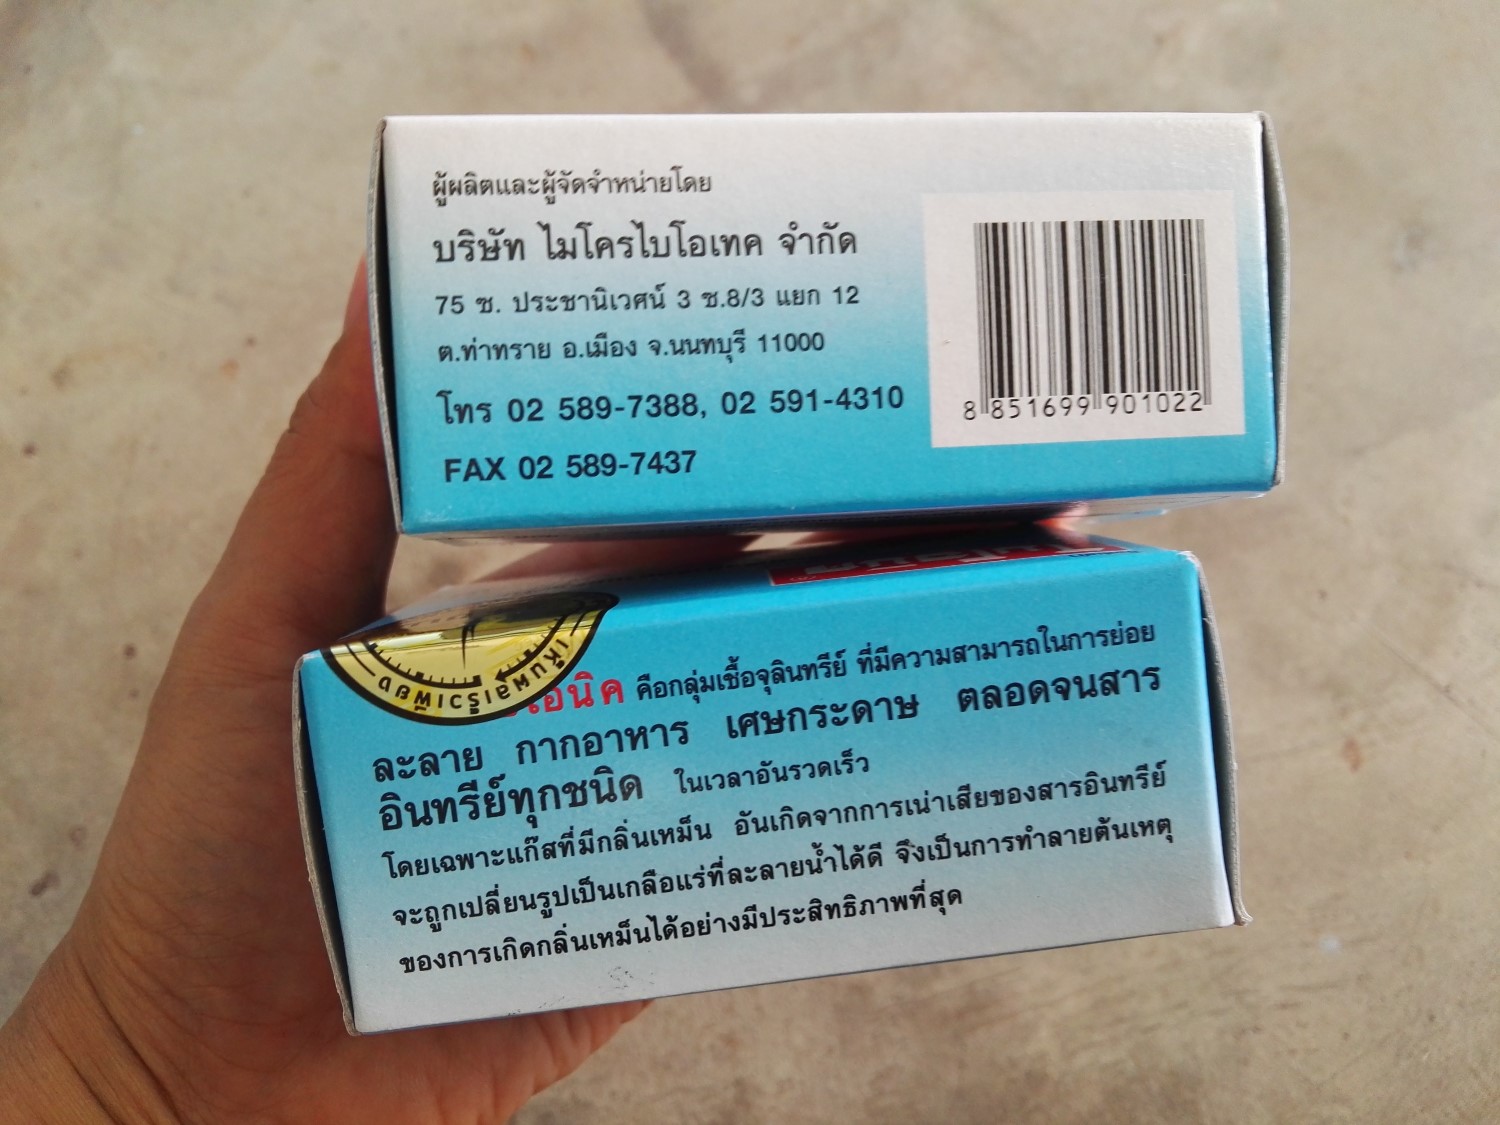 ผู้ผลิตและผู้จัดจำหน่ายโดย
บริษัท ไมโครไบโอเทค จำกัด
75 ซ. ประชานิเวศน์ 3 ซ.8/3 แยก 12
ต.ท่าทราย อ.เมือง จ.นนทบุรี 11000
โทร 02 589-7388, 02 591-4310
FAX 02 589-7437
8 851699 901022
เห็นผลเร็วเพียง
คือกลุ่มเชื้อจุลินทรีย์ ที่มีความสามารถในการย่อย
ละลาย กากอาหาร เศษกระดาษ ตลอดจนสาร
อินทรีย์ทุกชนิด ในเวลาอันรวดเร็ว
โดยเฉพาะแก๊สที่มีกลิ่นเหม็น อันเกิดจากการเน่าเสียของสารอินทรีย์
จะถูกเปลี่ยนรูปเป็นเกลือแร่ที่ละลายน้ำได้ดี จึงเป็นการทำลายต้นเหตุ
ของการเกิดกลิ่นเหม็นได้อย่างมีประสิทธิภาพที่สุด